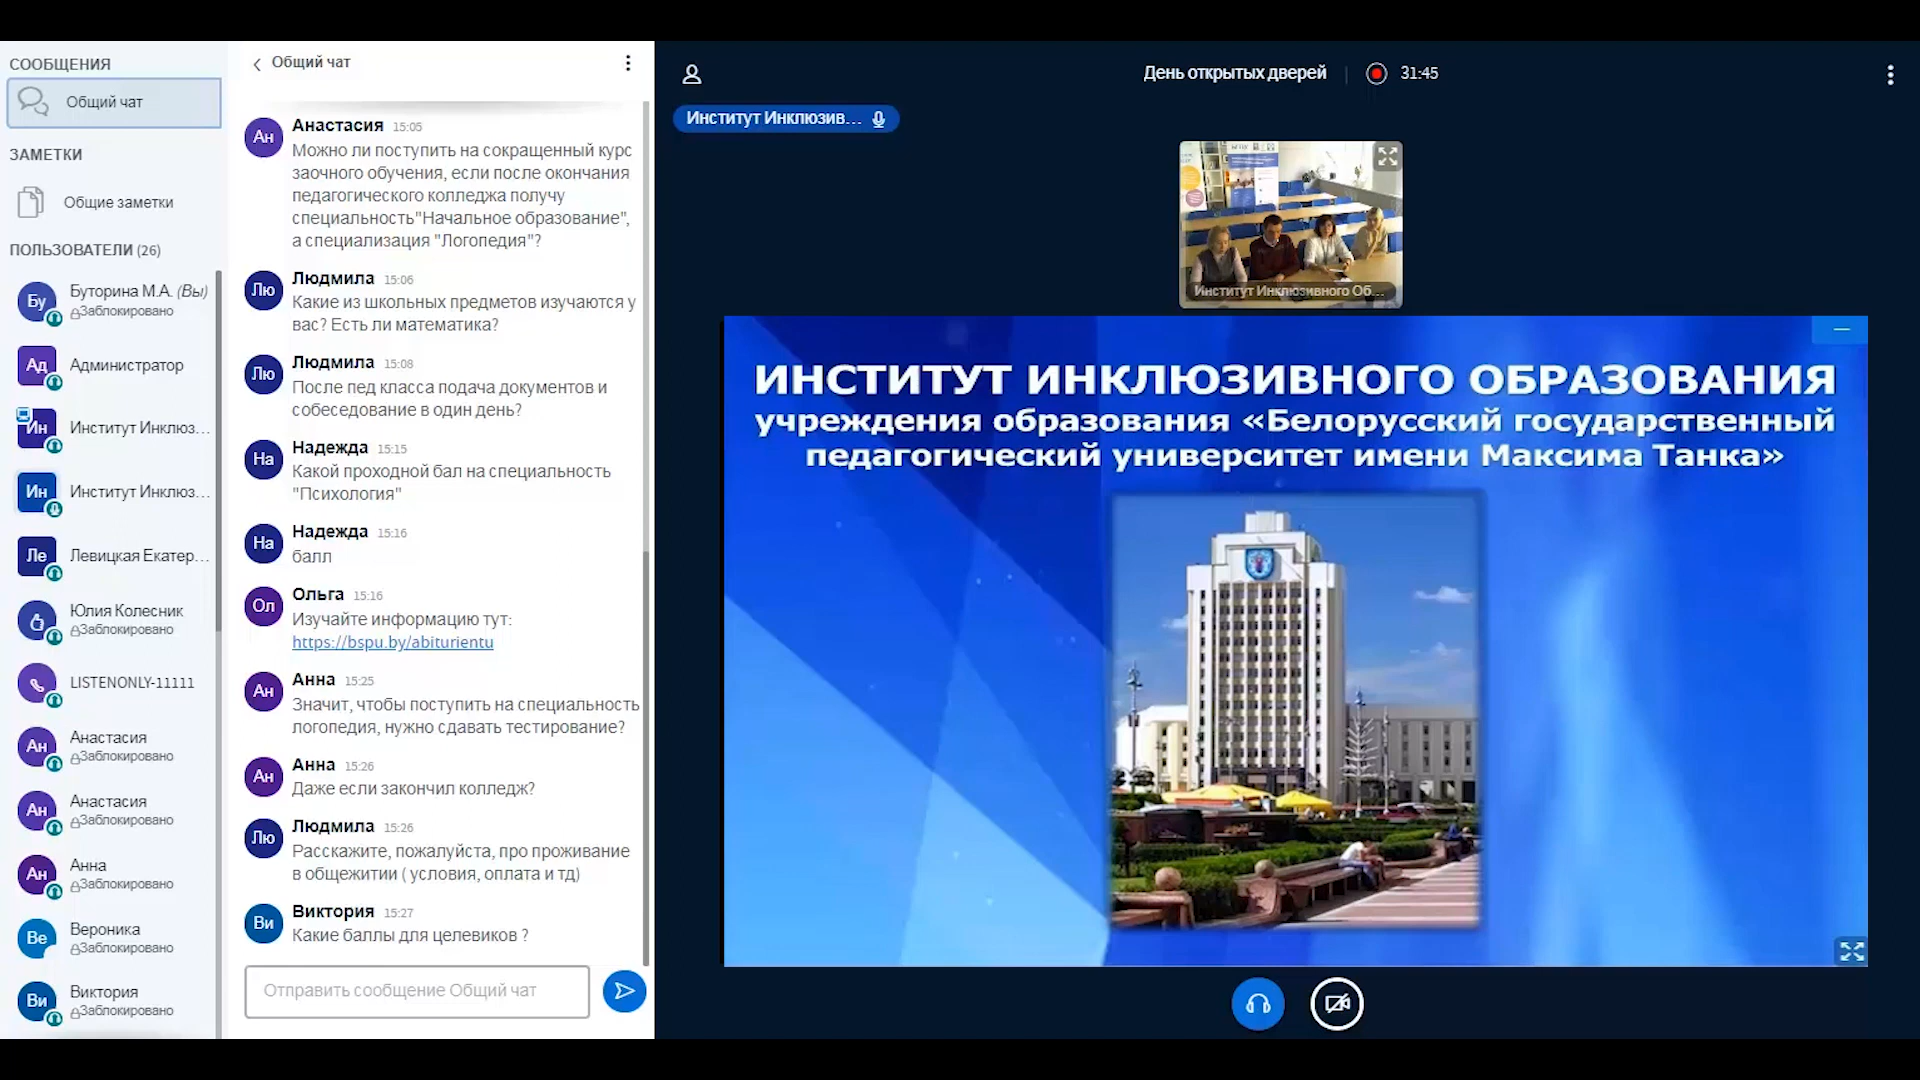 СООБЩЕНИЯ
Общий чат
ЗАМЕТКИ
Общие заметки
ПОЛЬЗОВАТЕЛИ (26)
Бу
Буторина М.А. (Вы)
Заблокировано
Ад
Администратор
Ин
Институт Инклюз...
Ин
Институт Инклюз...
Ле
Левицкая Екатер...
Юлия Колесник
Заблокировано
LISTENONLY-11111
Ан
Анастасия
Заблокировано
Ан
Анастасия
Заблокировано
Ан
Анна
Заблокировано
Ве
Вероника
Заблокировано
Ви
Виктория
Заблокировано
Общий чат
Ан
Анастасия 15:05
Можно ли поступить на сокращенный курс
заочного обучения, если после окончания
педагогического колледжа получу
специальность"Начальное образование",
а специализация "Логопедия"?
Лю
Людмила 15:06
Какие из школьных предметов изучаются у
вас? Есть ли математика?
Лю
Людмила 15:08
После пед класса подача документов и
собеседование в один день?
На
Надежда 15:15
Какой проходной бал на специальность
"Психология"
На
Надежда 15:16
балл
Ол
Ольга 15:16
Изучайте информацию тут:
https://bspu.by/abiturientu
Ан
Анна 15:25
Значит, чтобы поступить на специальность
логопедия, нужно сдавать тестирование?
Ан
Анна 15:26
Даже если закончил колледж?
Лю
Людмила 15:26
Расскажите, пожалуйста, про проживание
в общежитии ( условия, оплата и тд)
Ви
Виктория 15:27
Какие баллы для целевиков ?
Отправить сообщение Общий чат
День открытых дверей | 31:45
Институт Инклюзив...
Институт Инклюзивного Об...
ИНСТИТУТ ИНКЛЮЗИВНОГО ОБРАЗОВАНИЯ
учреждения образования «Белорусский государственный
педагогический университет имени Максима Танка»